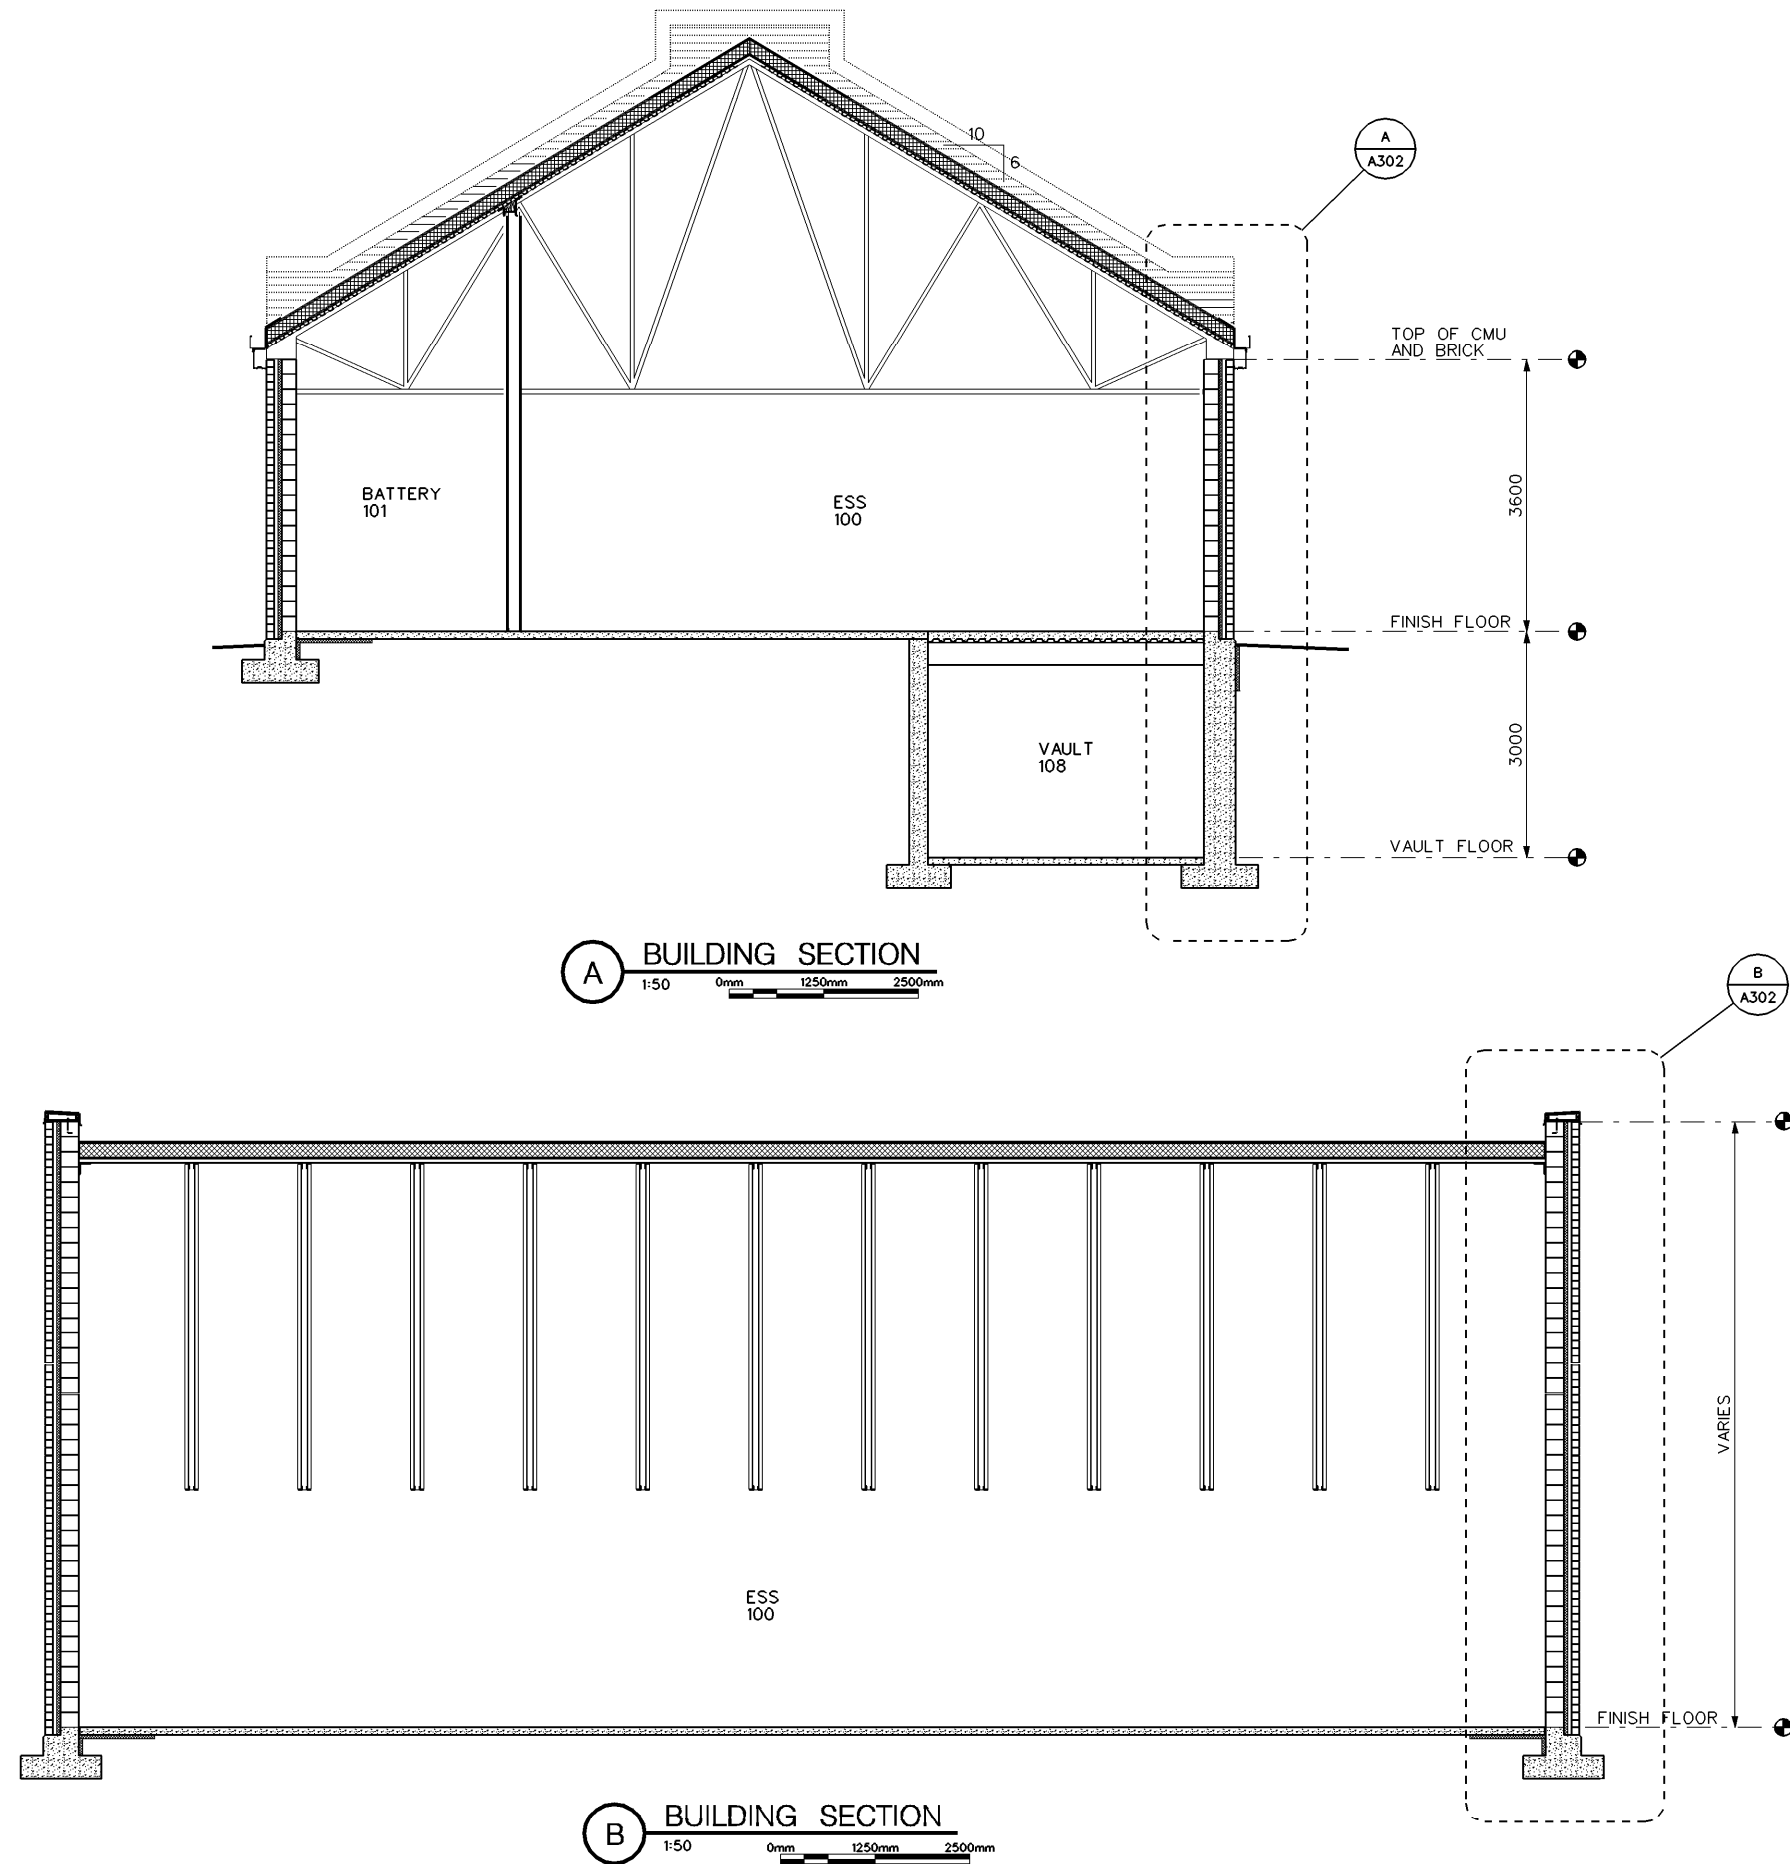 10
6
A
A302
TOP OF CMU
AND BRICK
BATTERY
101
ESS
100
3600
FINISH FLOOR
VAULT
108
3000
VAULT FLOOR
A
BUILDING SECTION
1:50
0mm 1250mm 2500mm
B
A302
VARIES
ESS
100
FINISH FLOOR
B
BUILDING SECTION
1:50
0mm 1250mm 2500mm